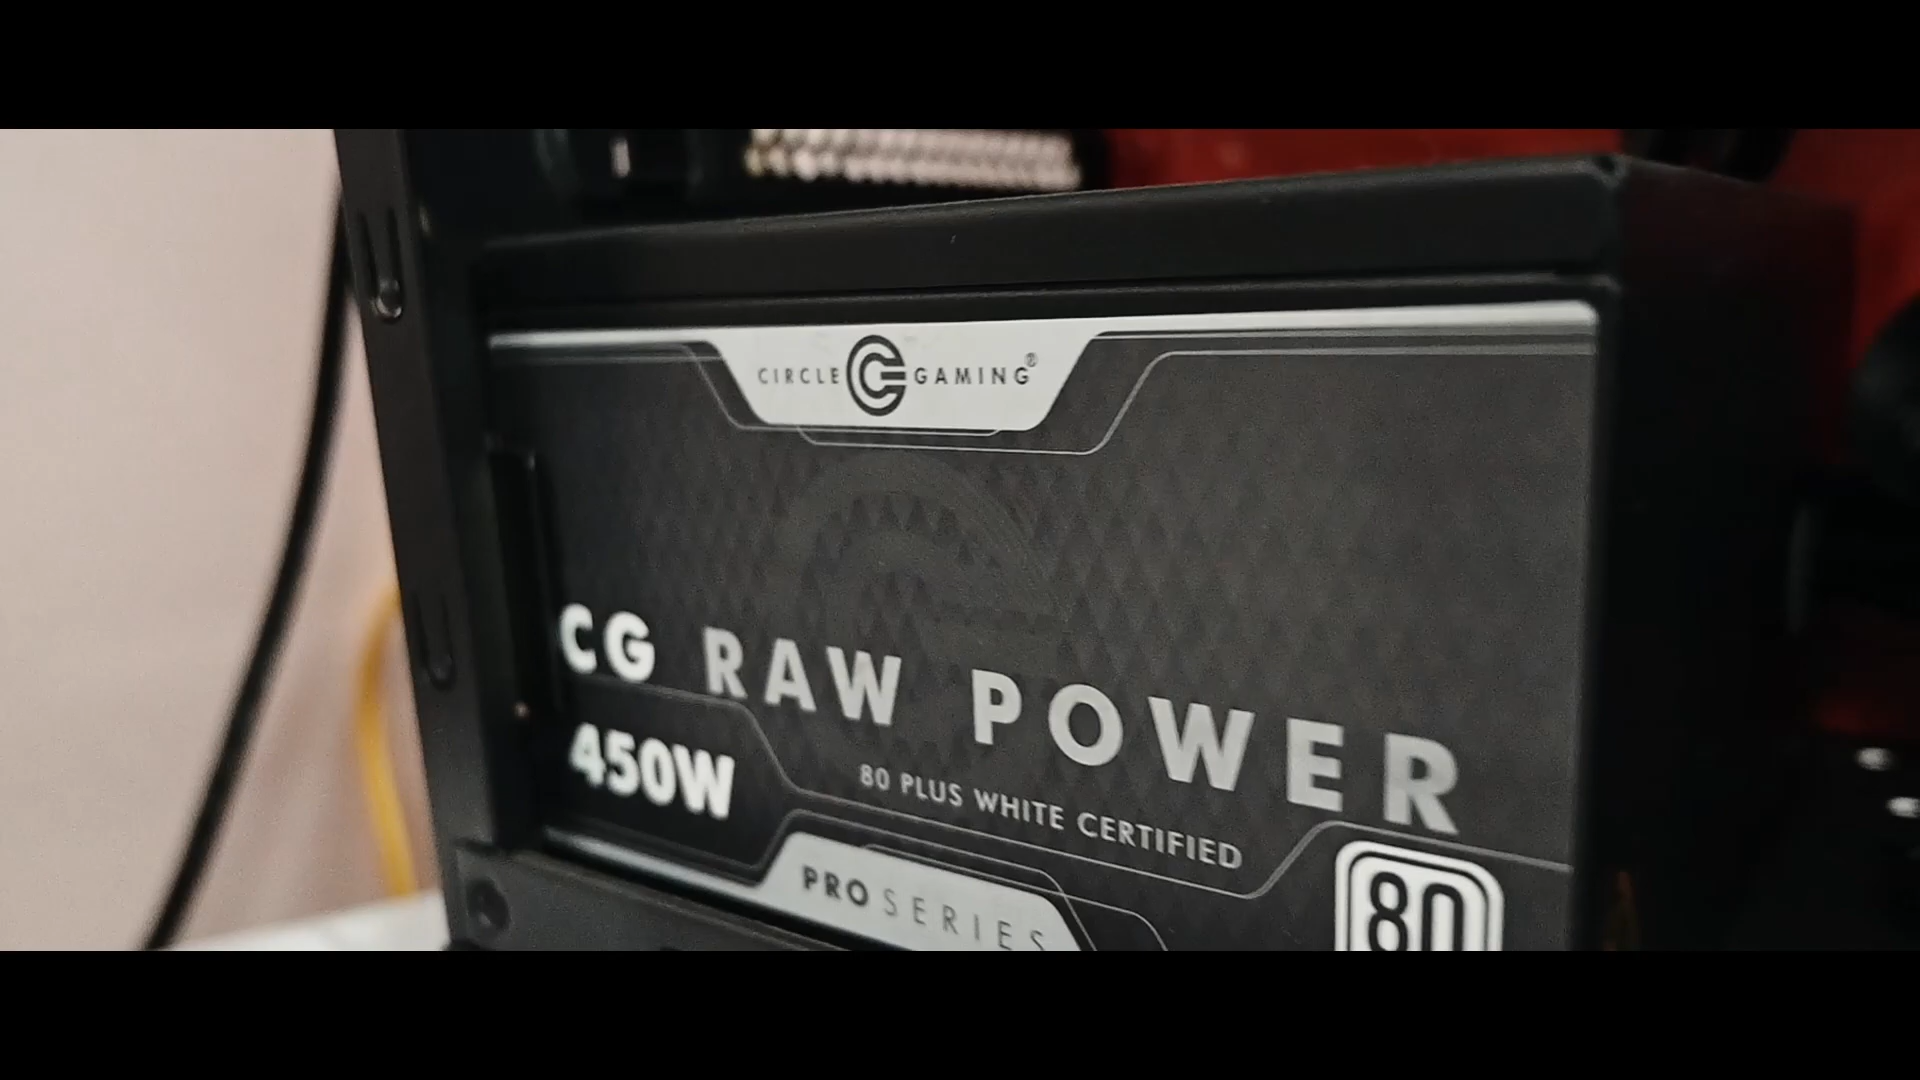 CIRCLE GAMING®
CG RAW POWER
450W
80 PLUS WHITE CERTIFIED
PRO SERIES
80